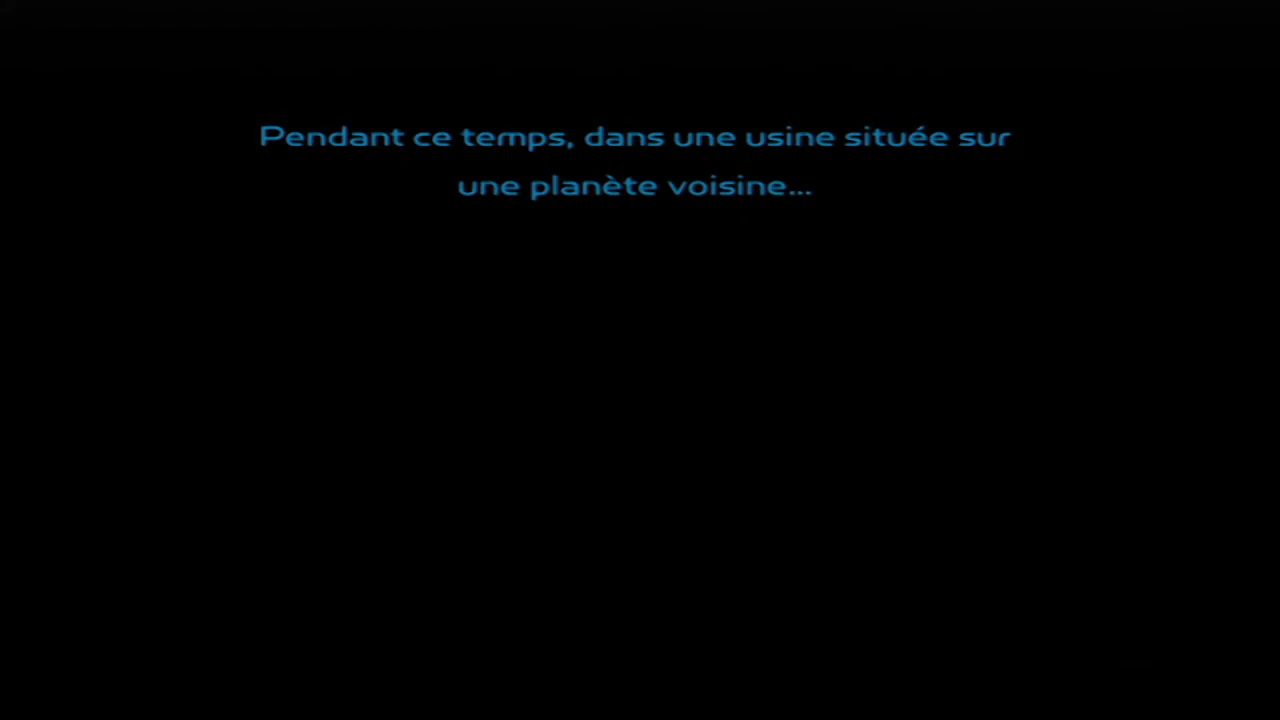 Pendant ce temps, dans une usine située sur
une planète voisine...